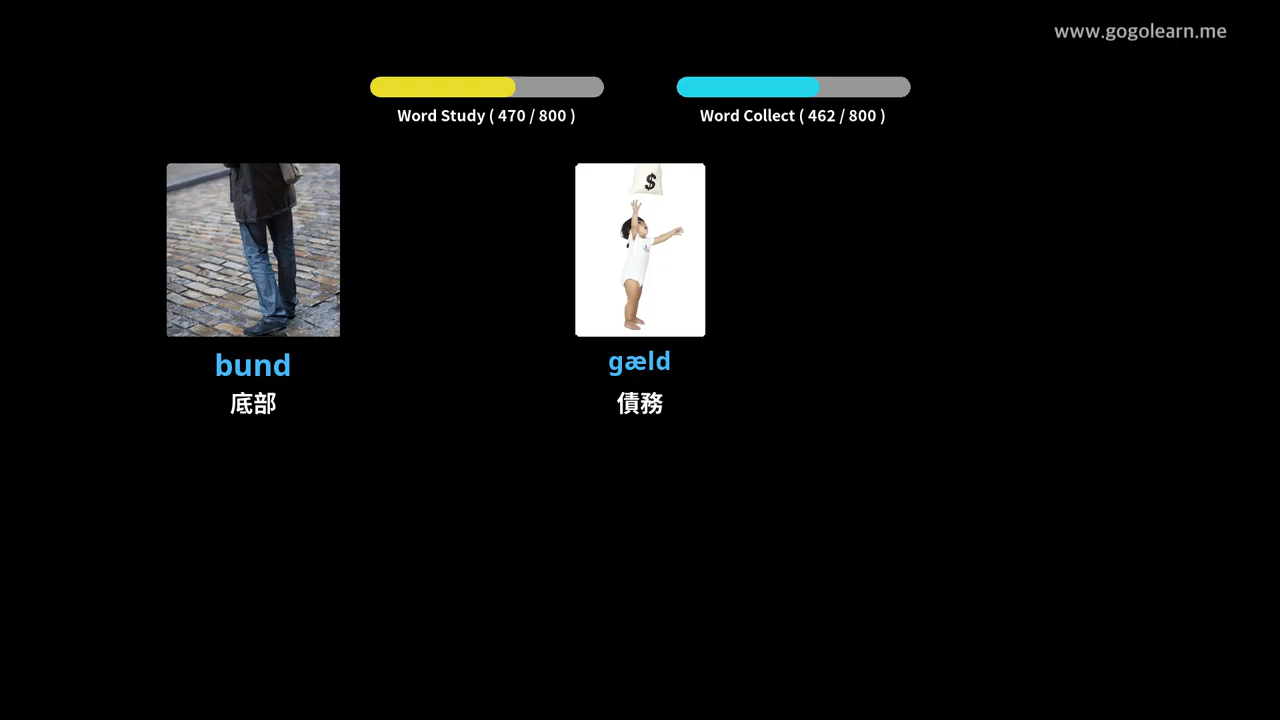 www.gogolearn.me
Word Study ( 470 / 800 )
Word Collect ( 462 / 800 )
$
bund
gæld
底部
債務